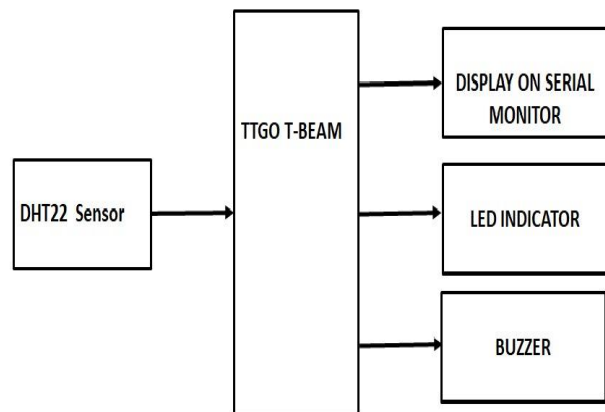 DHT22 Sensor
TTGO T-BEAM
DISPLAY ON SERIAL
MONITOR
LED INDICATOR
BUZZER